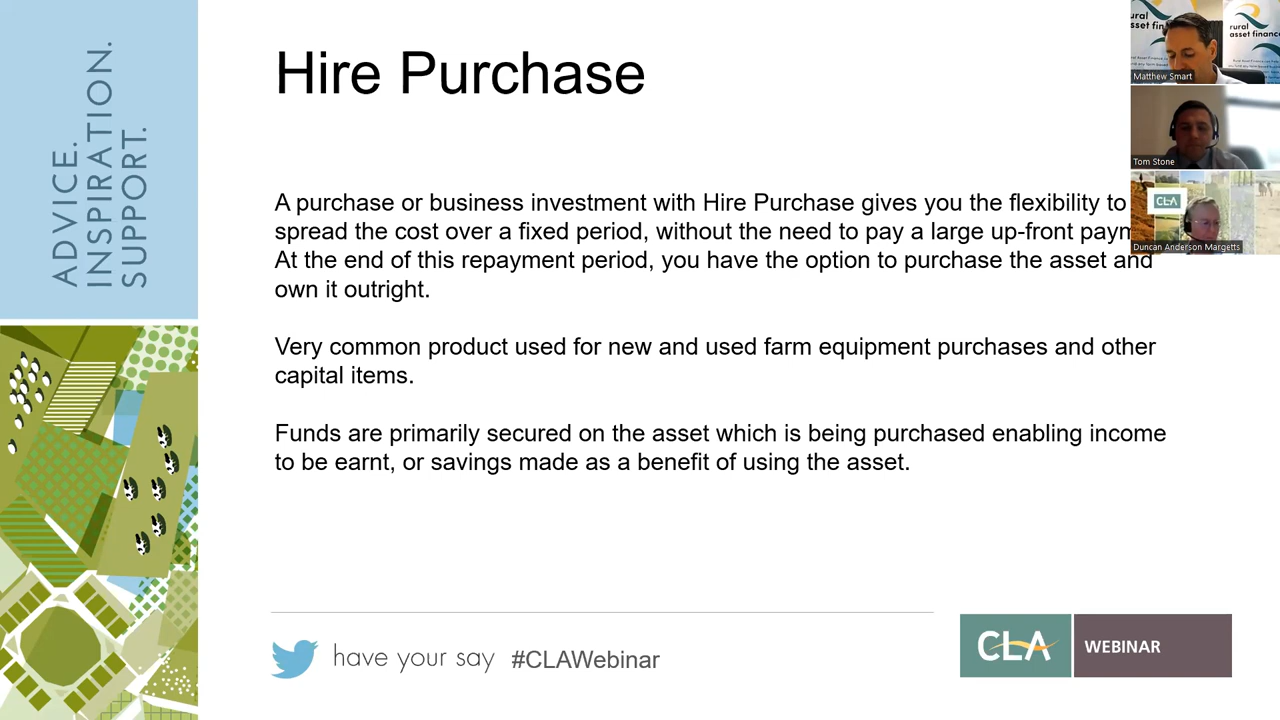 ADVICE.
INSPIRATION.
SUPPORT.
Hire Purchase
A purchase or business investment with Hire Purchase gives you the flexibility to
spread the cost over a fixed period, without the need to pay a large up-front
At the end of this repayment period, you have the option to purchase the asset and
own it outright.
Very common product used for new and used farm equipment purchases and other
capital items.
Funds are primarily secured on the asset which is being purchased enabling income
to be earnt, or savings made as a benefit of using the asset.
have your say #CLAWebinar
CLA WEBINAR
rural
asset finance
Matthew Smart
Tom Stone
CLA
Duncan Anderson Margetts